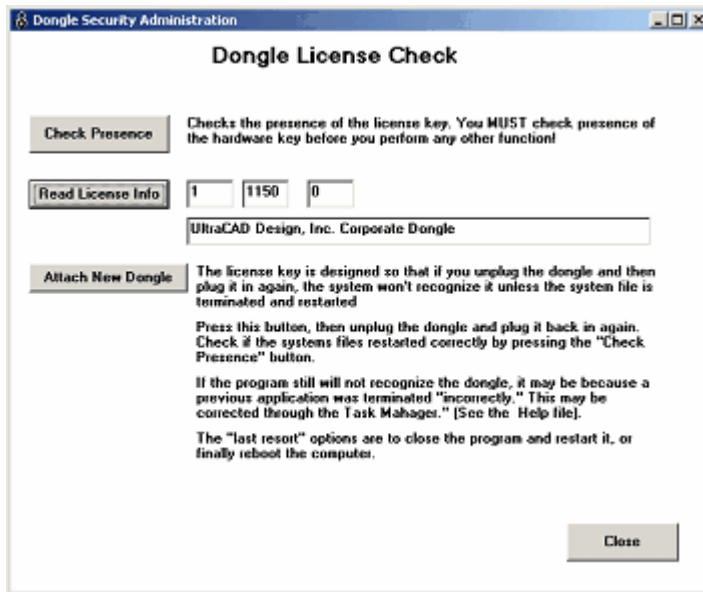 Dongle Security Administration
Dongle License Check
Check Presence
Checks the presence of the license key. You MUST check presence of
the hardware key before you perform any other function!
Read License Info
1 1150 0
UltraCAD Design, Inc. Corporate Dongle
Attach New Dongle
The license key is designed so that if you unplug the dongle and then
plug it in again, the system won't recognize it unless the system file is
terminated and restarted
Press this button, then unplug the dongle and plug it back in again.
Check if the systems files restarted correctly by pressing the "Check
Presence" button.
If the program still will not recognize the dongle, it may be because a
previous application was terminated "incorrectly." This may be
corrected through the Task Mahager." (See the Help file).
The "last resort" options are to close the program and restart it, or
finally reboot the computer.
Close